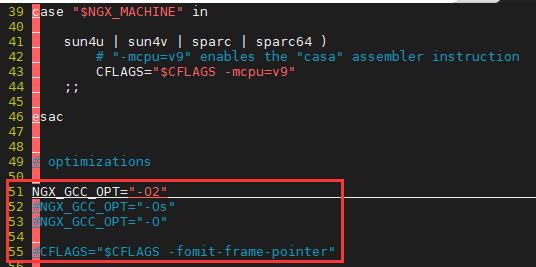 39 case "$NGX_MACHINE" in
40
41     sun4u | sun4v | sparc | sparc64 )
42         # "-mcpu=v9" enables the "casa" assembler instruction
43         CFLAGS="$CFLAGS -mcpu=v9"
44     ;;
45
46 esac
47
48
49 # optimizations
50
51 NGX_GCC_OPT="-O2"
52 #NGX_GCC_OPT="-Os"
53 #NGX_GCC_OPT="-O"
54
55 #CFLAGS="$CFLAGS -fomit-frame-pointer"
56